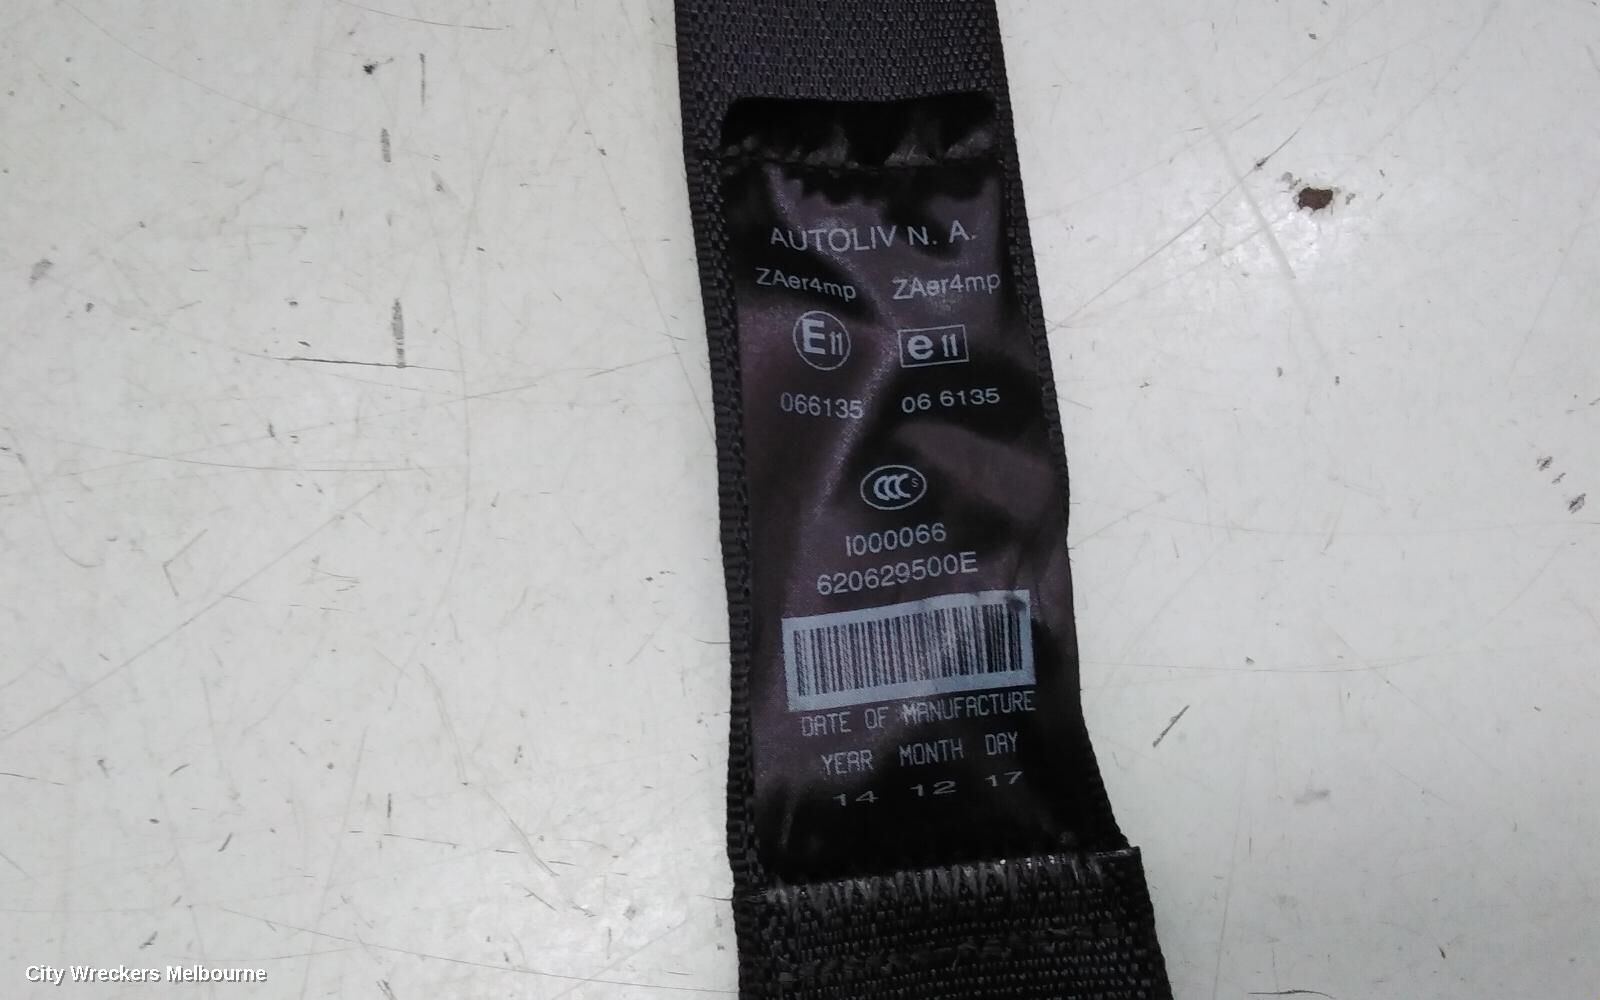 AUTOLIV N. A.
ZAer4mp ZAer4mp
E11 e11
066135 06 6135
CCC S
I000066
620629500E
DATE OF MANUFACTURE
YEAR MONTH DAY
14 12 17
City Wreckers Melbourne